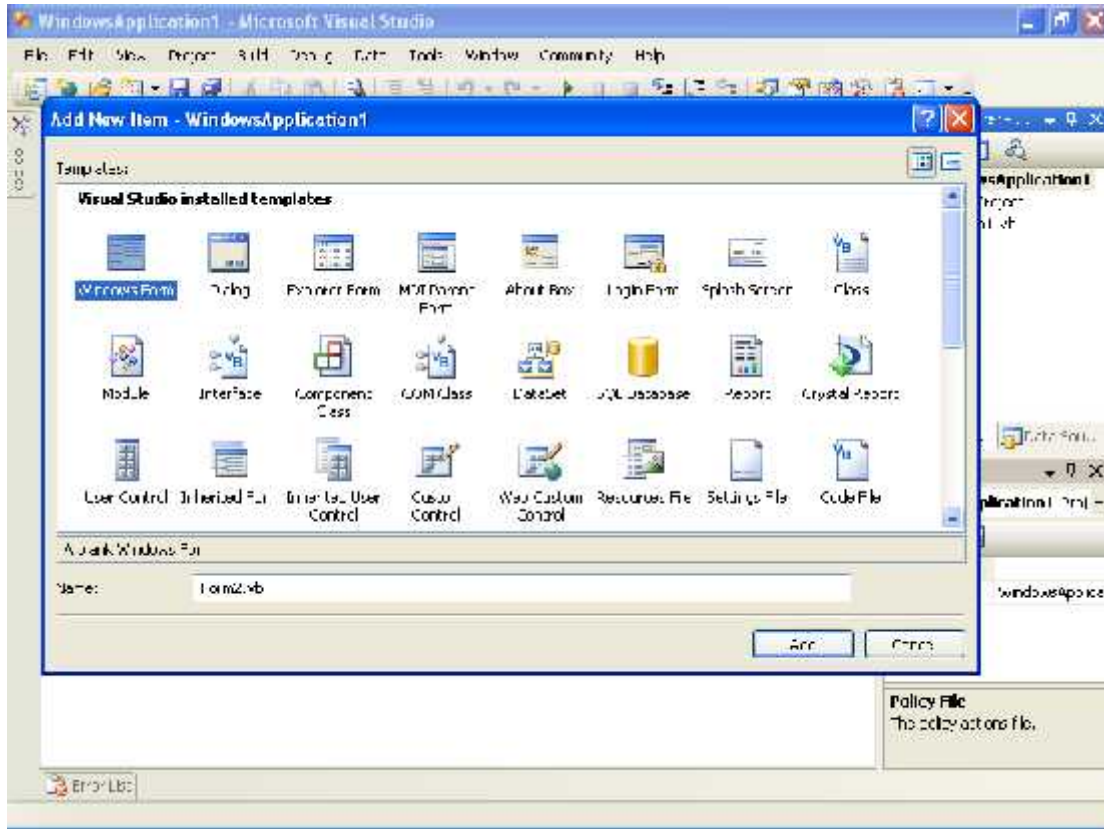 WindowsApplication1 - Microsoft Visual Studio
File Edit View Project Build Debug Data Tools Window Community Help
Add New Item - WindowsApplication1
Templates:
Visual Studio installed templates
Windows Form Dialog Explorer Form MDI Parent Form About Box Login Form Splash Screen Class
Module Interface Component Class COM Class DataSet SQL Database Report Crystal Report
User Control Inherited User Control Custom Control Web Custom Control Resources File Settings File Code File
A blank Windows
Name: Form2.vb
Add Cancel
Policy File
The policy actions file.
Error List